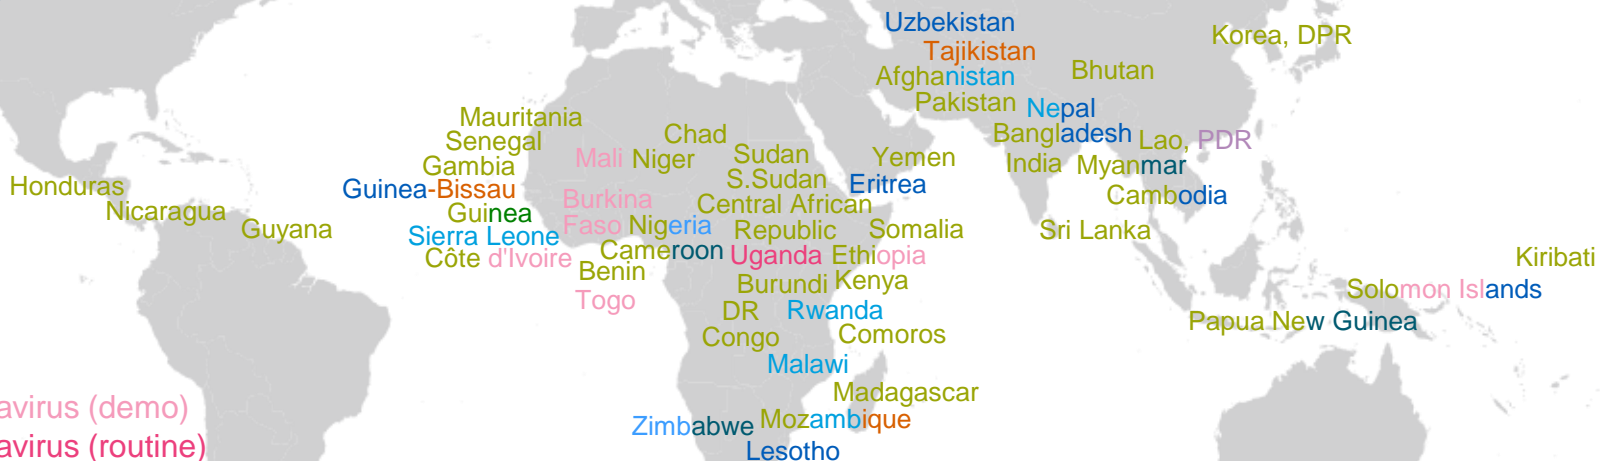 Uzbekistan
Korea, DPR
Tajikistan
Afghanistan
Bhutan
Pakistan
Nepal
Mauritania
Chad
Bangladesh
Lao, PDR
Senegal
Mali
Niger
Sudan
Yemen
India
Myanmar
Gambia
S.Sudan
Eritrea
Honduras
Guinea-Bissau
Burkina
Faso
Central African
Republic
Cambodia
Nicaragua
Guinea
Nigeria
Somalia
Sri Lanka
Guyana
Sierra Leone
Cameroon
Uganda
Ethiopia
Côte d'Ivoire
Benin
Kiribati
Burundi
Kenya
Solomon Islands
Togo
DR
Congo
Rwanda
Papua New Guinea
Comoros
Malawi
Madagascar
avirus (demo)
Zimbabwe
Mozambique
avirus (routine)
Lesotho